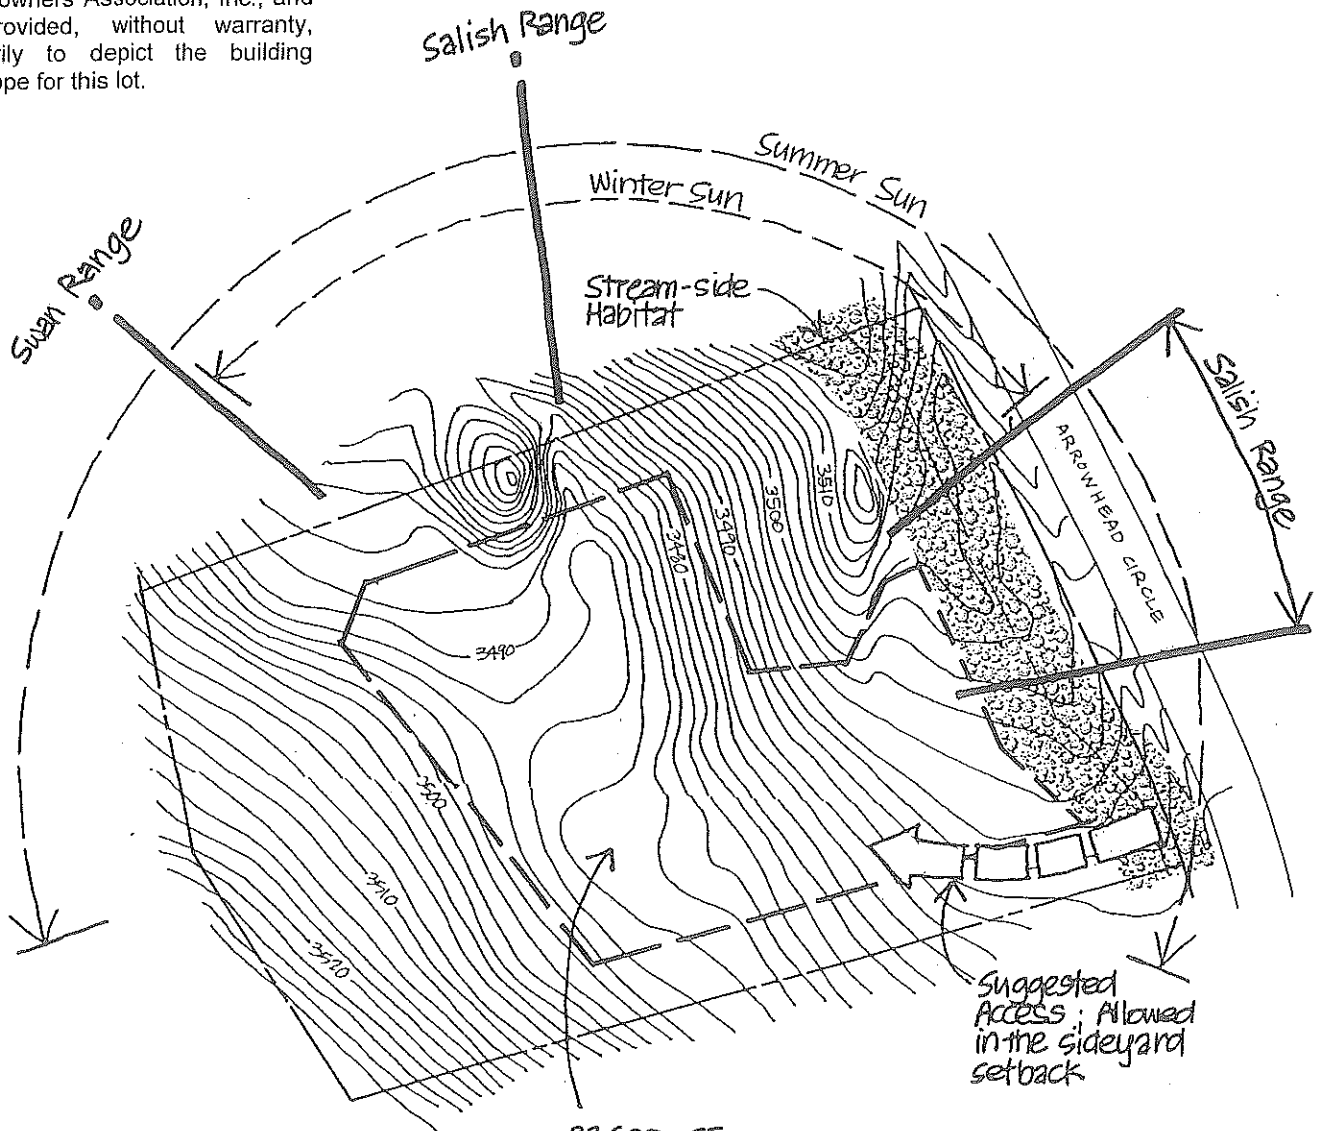 owners Association, Inc., and
rovided, without warranty,
rily to depict the building
ope for this lot.
Salish Range
Summer Sun
Winter Sun
Swan Range
Stream-side
Habitat
Salish Range
ARROWHEAD CIRCLE
3510
3500
3490
3480
3490
3500
3510
3520
Suggested
Access; Allowed
in the sideyard
setback